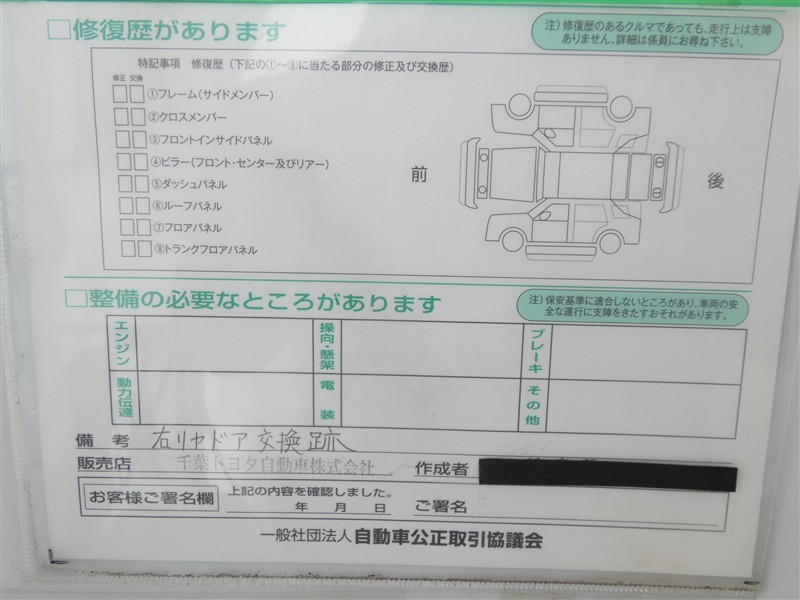 □修復歴があります
注）修復歴のあるクルマであっても、走行上は支障
ありません。詳細は係員にお尋ね下さい。
特記事項 修復歴（下記の①～⑧に当たる部分の修正及び交換歴）
修正 交換
①フレーム（サイドメンバー）
②クロスメンバー
③フロントインサイドパネル
④ピラー（フロント・センター及びリアー）
⑤ダッシュパネル
⑥ルーフパネル
⑦フロアパネル
⑧トランクフロアパネル
前
後
□整備の必要なところがあります
注）保安基準に適合しないところがあり、車両の安
全な運行に支障をきたすおそれがあります。
エンジン
操向・懸架
ブレーキ
動力伝達
電装
その他
備考 右リヤドア交換跡
販売店 千葉トヨタ自動車株式会社 作成者
お客様ご署名欄
上記の内容を確認しました。
年 月 日 ご署名
一般社団法人 自動車公正取引協議会